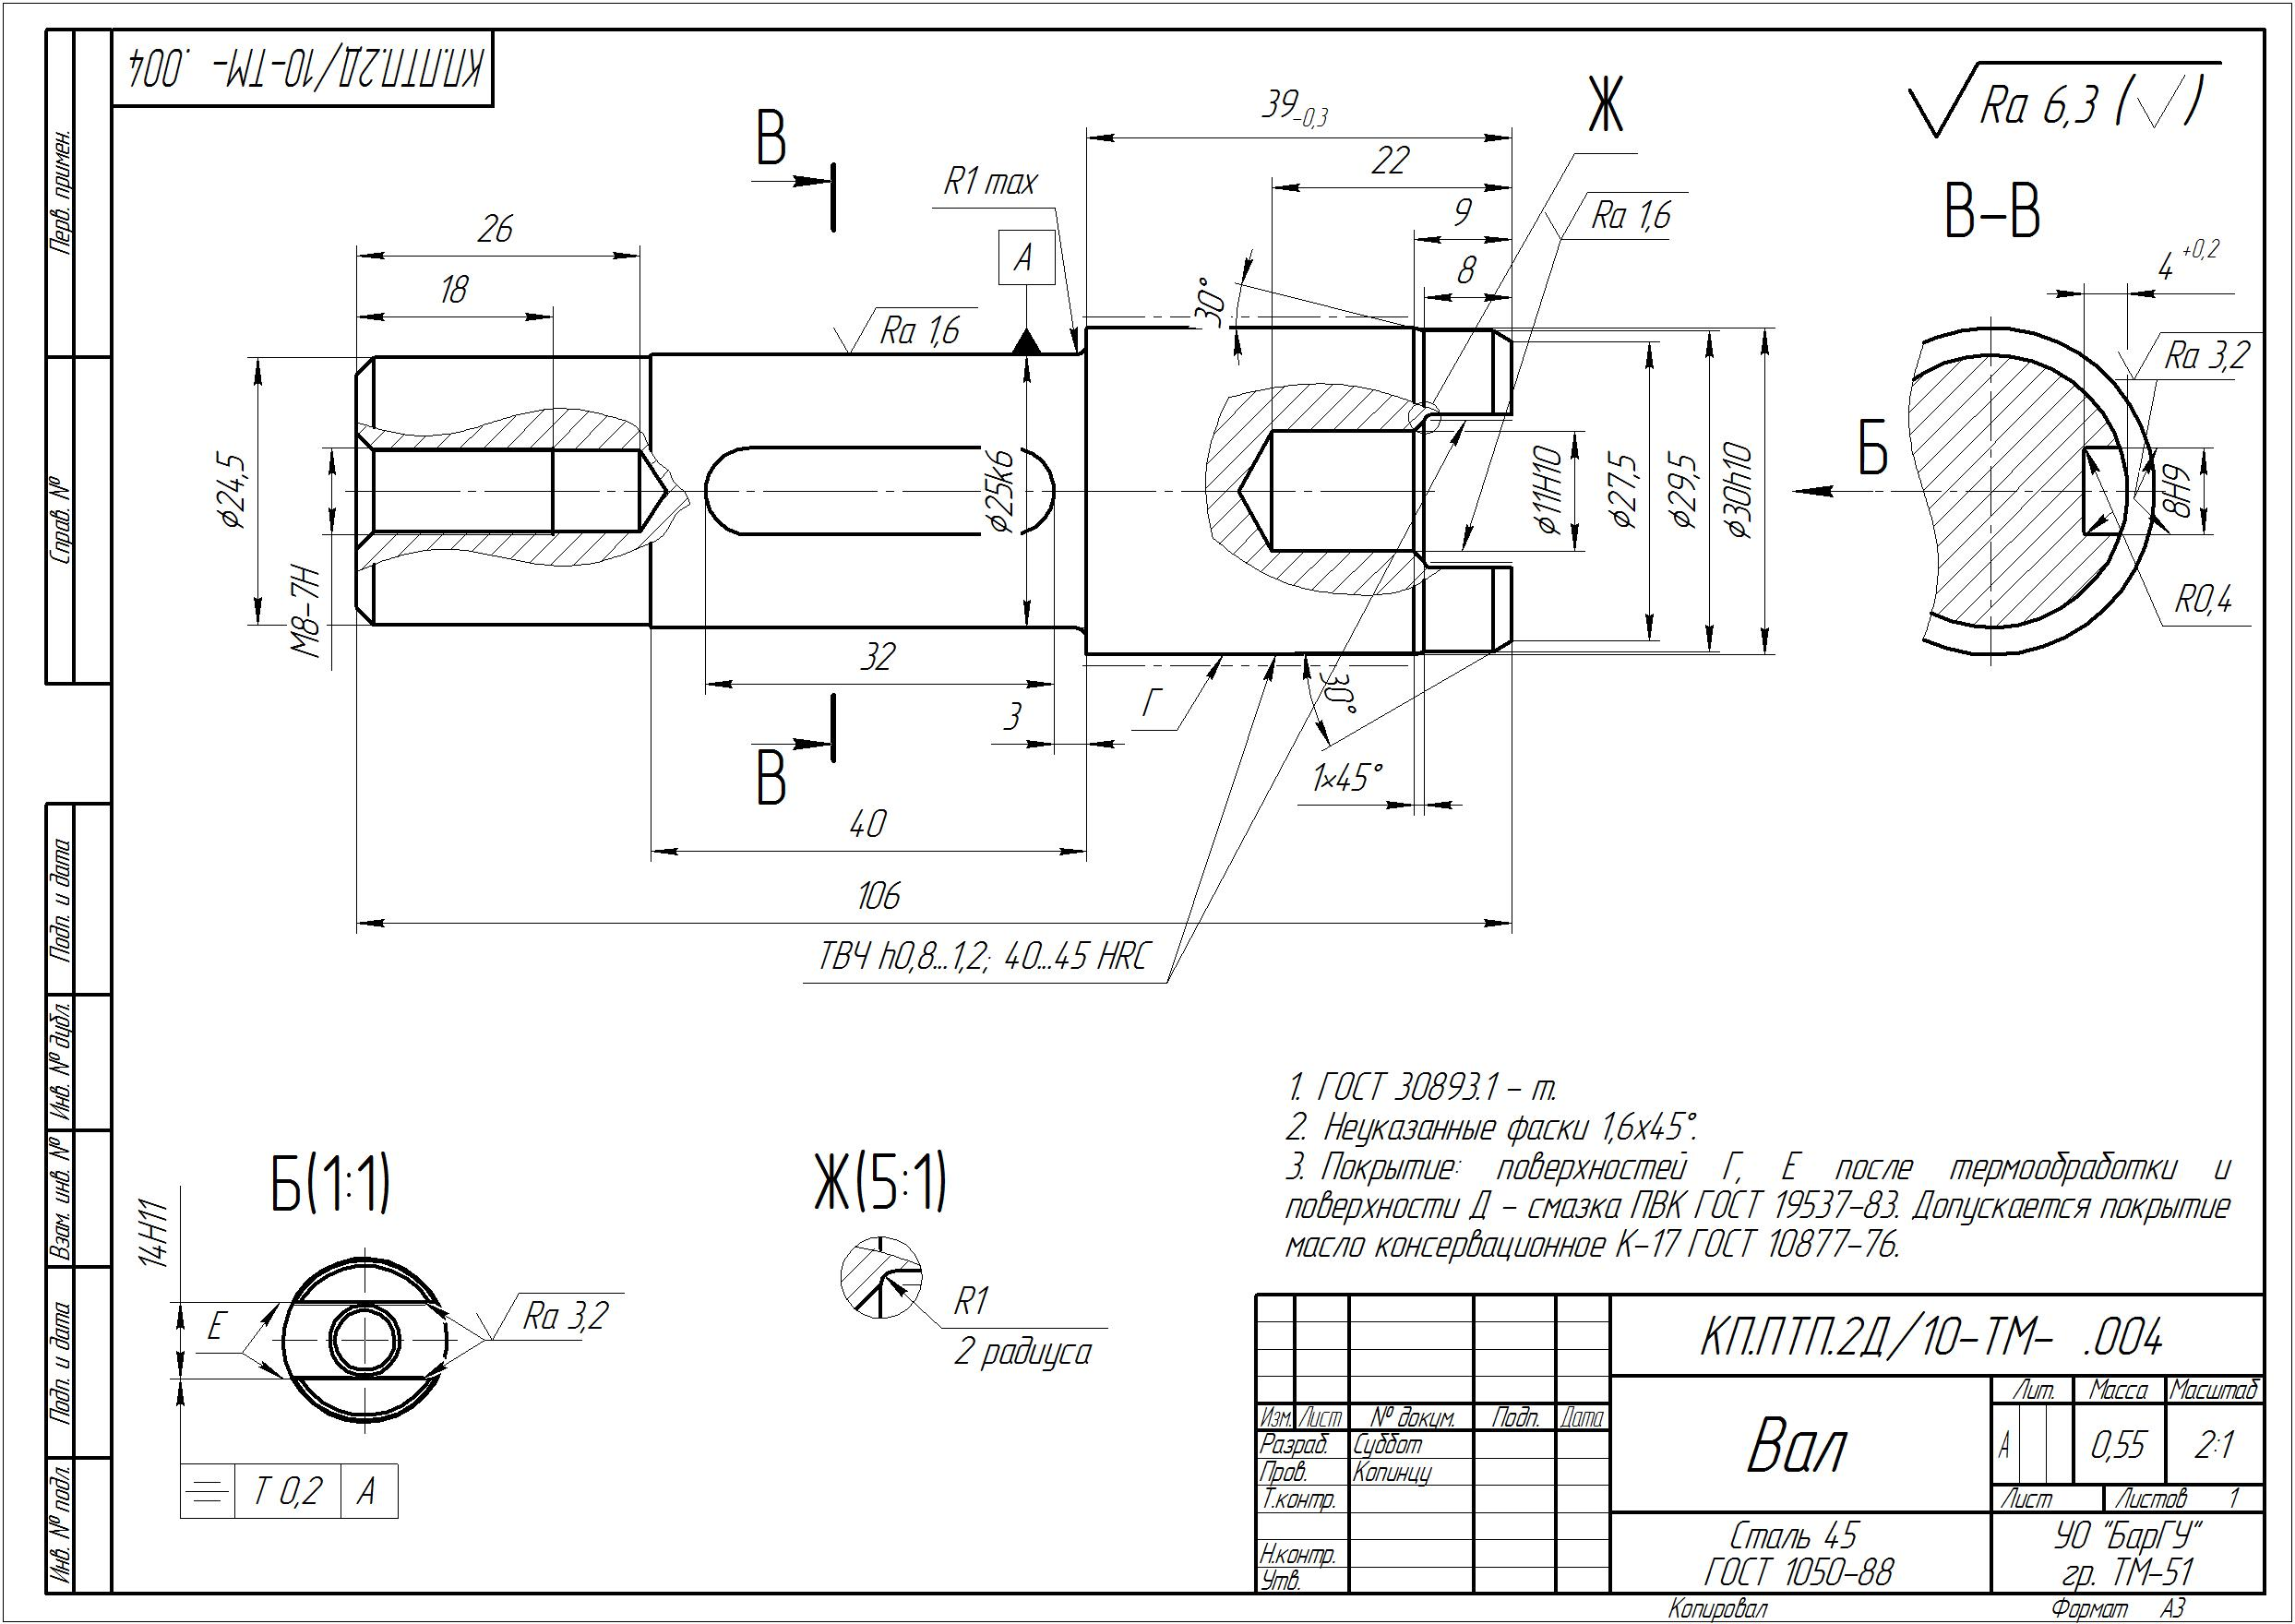 КП.ПТП.2Д/10-ТМ- .004
Перв. примен.
Справ. №
Подп. и дата
Инв. № дубл.
Взам. инв. №
Подп. и дата
Инв. № подл.
Ra 6,3 (√)
В
В
R1 max
А
26
18
Ra 1,6
39 -0,3
22
9
8
30°
Ж
Ra 1,6
⌀24,5
М8-7Н
⌀25k6
⌀11Н10
⌀27,5
⌀29,5
⌀30h10
32
3
Г
30°
1×45°
40
106
ТВЧ h0,8...1,2; 40...45 HRC
В-В
4 +0,2
Ra 3,2
Б
8Н9
R0,4
Б(1:1)
14Н11
Е
Ra 3,2
Т 0,2 А
Ж(5:1)
R1
2 радиуса
1. ГОСТ 30893.1 - m.
2. Неуказанные фаски 1,6х45°.
3. Покрытие: поверхностей Г, Е после термообработки и
поверхности Д - смазка ПВК ГОСТ 19537-83. Допускается покрытие
масло консервационное К-17 ГОСТ 10877-76.
КП.ПТП.2Д/10-ТМ- .004
Изм. Лист № докум. Подп. Дата
Разраб. Суббот
Пров. Копинцу
Т.контр.
Н.контр.
Утв.
Вал
Лит. Масса Масштаб
А 0,55 2:1
Лист Листов 1
Сталь 45
ГОСТ 1050-88
УО "БарГУ"
гр. ТМ-51
Копировал Формат А3